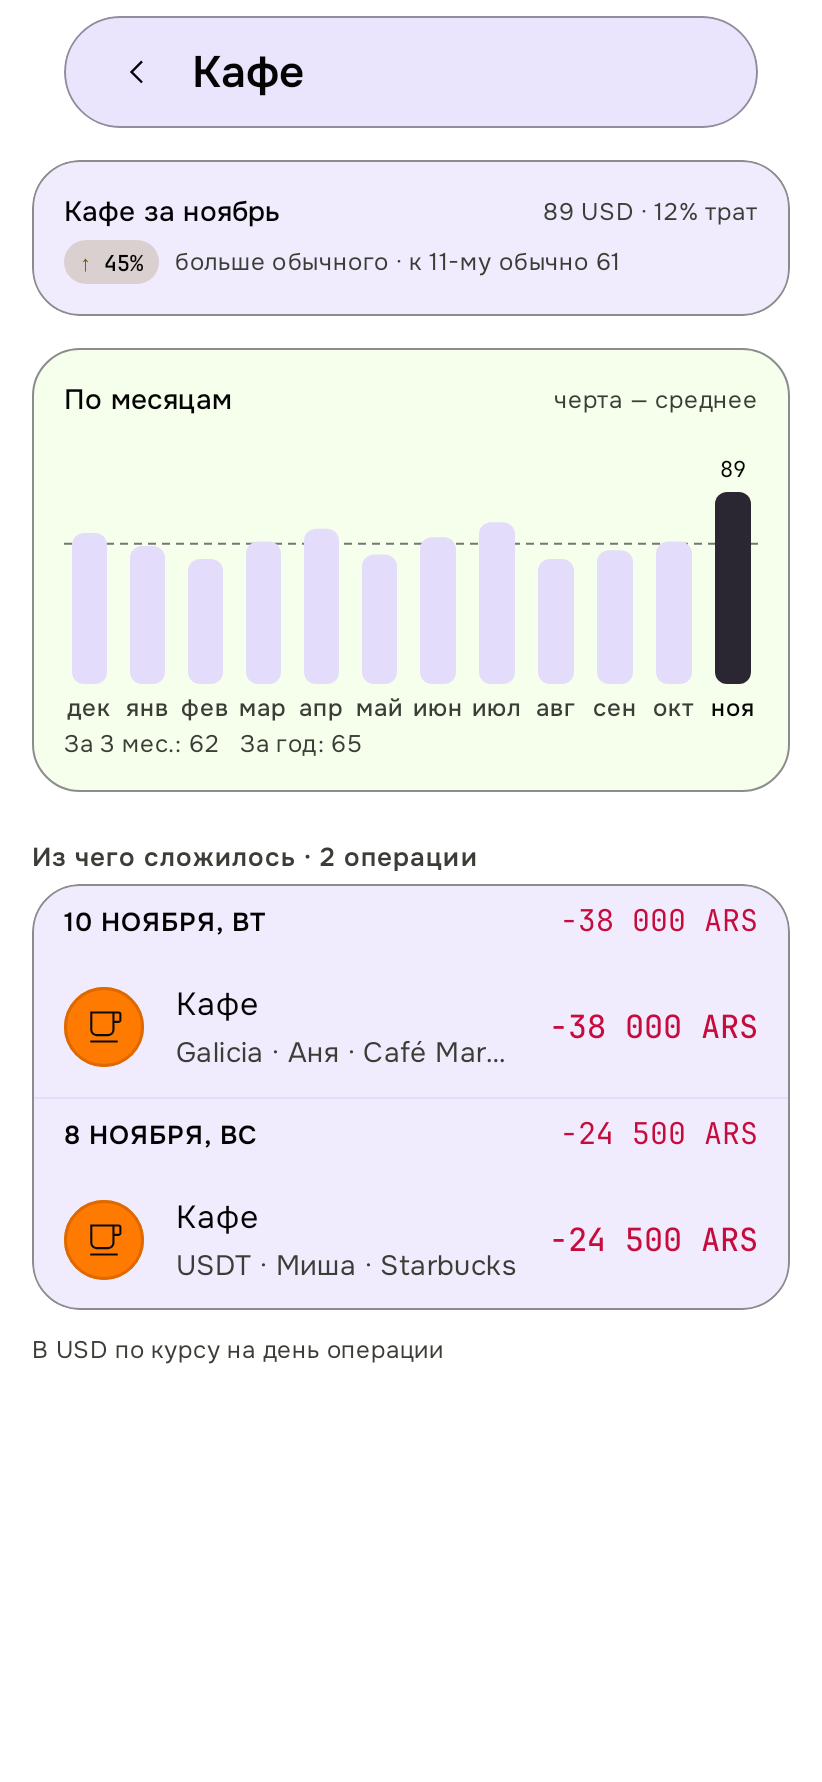 Кафе
Кафе за ноябрь 89 USD · 12% трат
↑ 45% больше обычного · к 11-му обычно 61
По месяцам черта — среднее
89
дек янв фев мар апр май июн июл авг сен окт ноя
За 3 мес.: 62 За год: 65
Из чего сложилось · 2 операции
10 НОЯБРЯ, ВТ -38 000 ARS
Кафе
-38 000 ARS
Galicia · Аня · Café Mar...
8 НОЯБРЯ, ВС -24 500 ARS
Кафе
-24 500 ARS
USDT · Миша · Starbucks
В USD по курсу на день операции